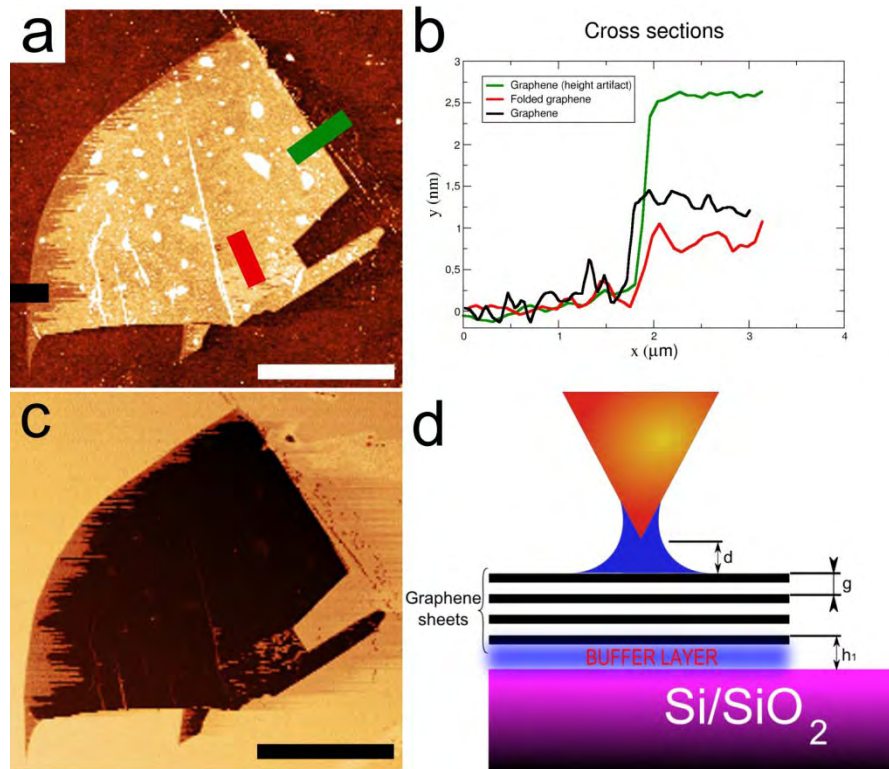 a
b
Cross sections
3
2,5
2
1,5
1
0,5
0
y (nm)
Graphene (height artifact)
Folded graphene
Graphene
0
1
2
3
4
x (μm)
c
d
d
g
Graphene
sheets
BUFFER LAYER
h1
Si/SiO2